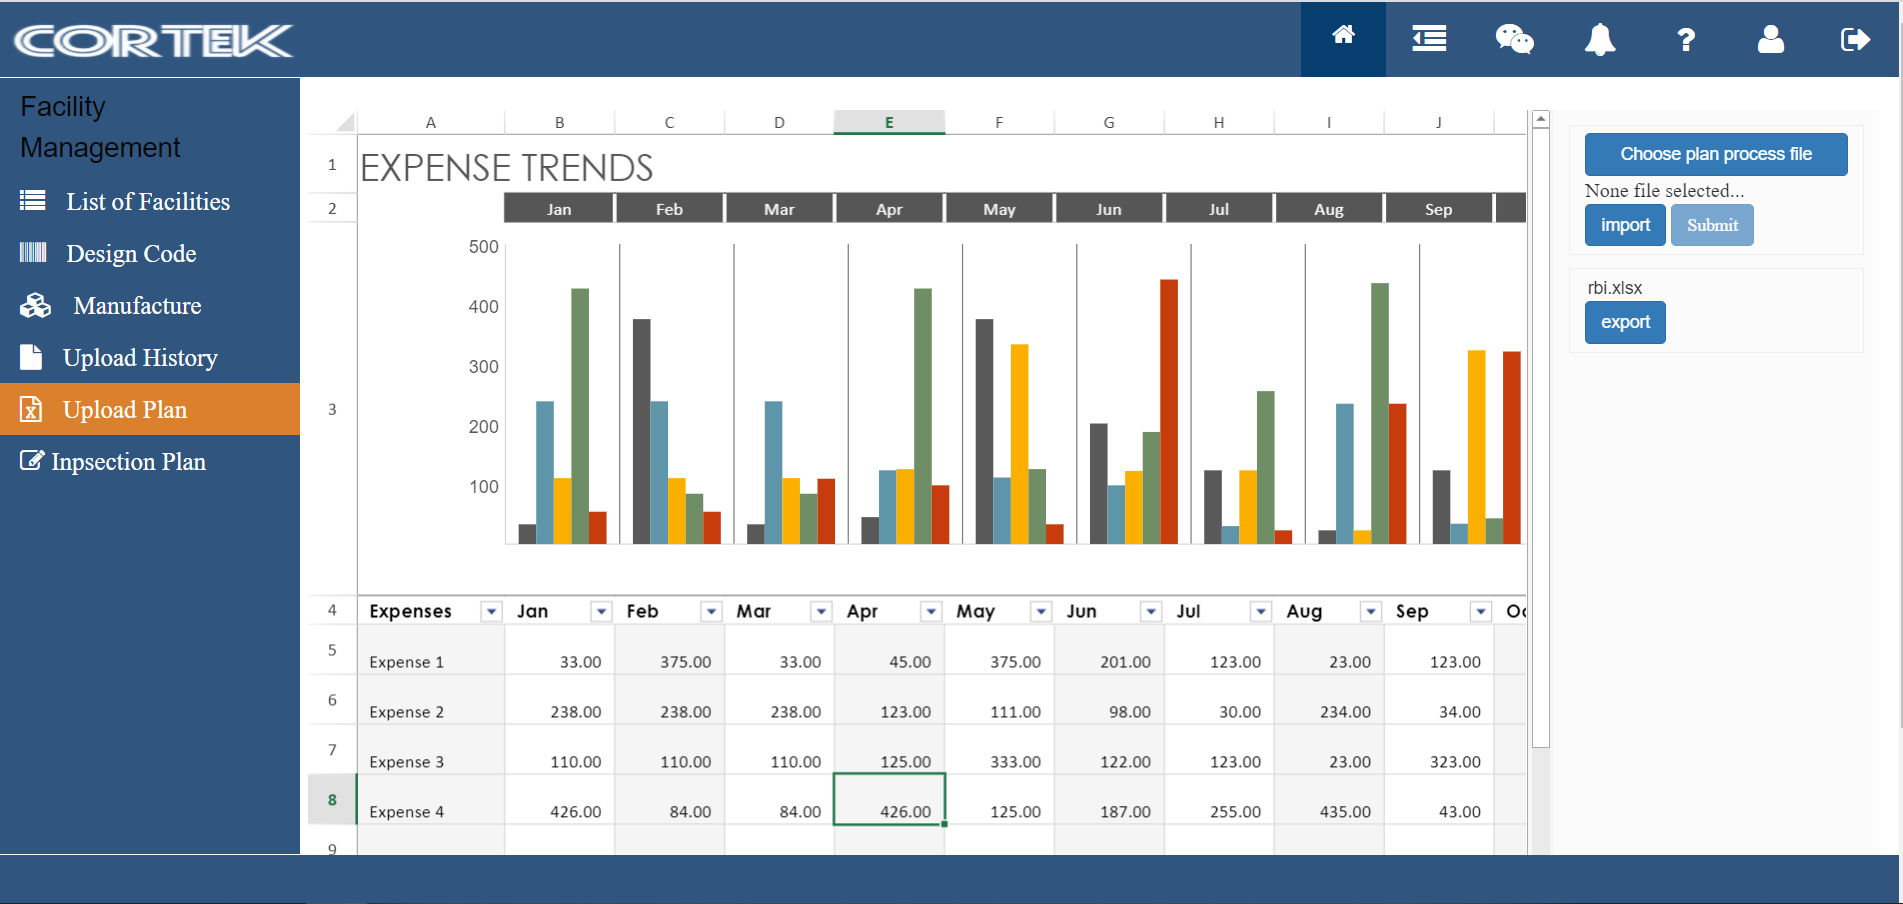 CORTEK
?
Facility
Management
List of Facilities
Design Code
Manufacture
Upload History
Upload Plan
Inpsection Plan
A B C D E F G H I J
1 EXPENSE TRENDS
2 Jan Feb Mar Apr May Jun Jul Aug Sep
500
400
300
200
100
3
4 Expenses Jan Feb Mar Apr May Jun Jul Aug Sep Oc
5 Expense 1 33.00 375.00 33.00 45.00 375.00 201.00 123.00 23.00 123.00
6 Expense 2 238.00 238.00 238.00 123.00 111.00 98.00 30.00 234.00 34.00
7 Expense 3 110.00 110.00 110.00 125.00 333.00 122.00 123.00 23.00 323.00
8 Expense 4 426.00 84.00 84.00 426.00 125.00 187.00 255.00 435.00 43.00
9
Choose plan process file
None file selected...
import Submit
rbi.xlsx
export